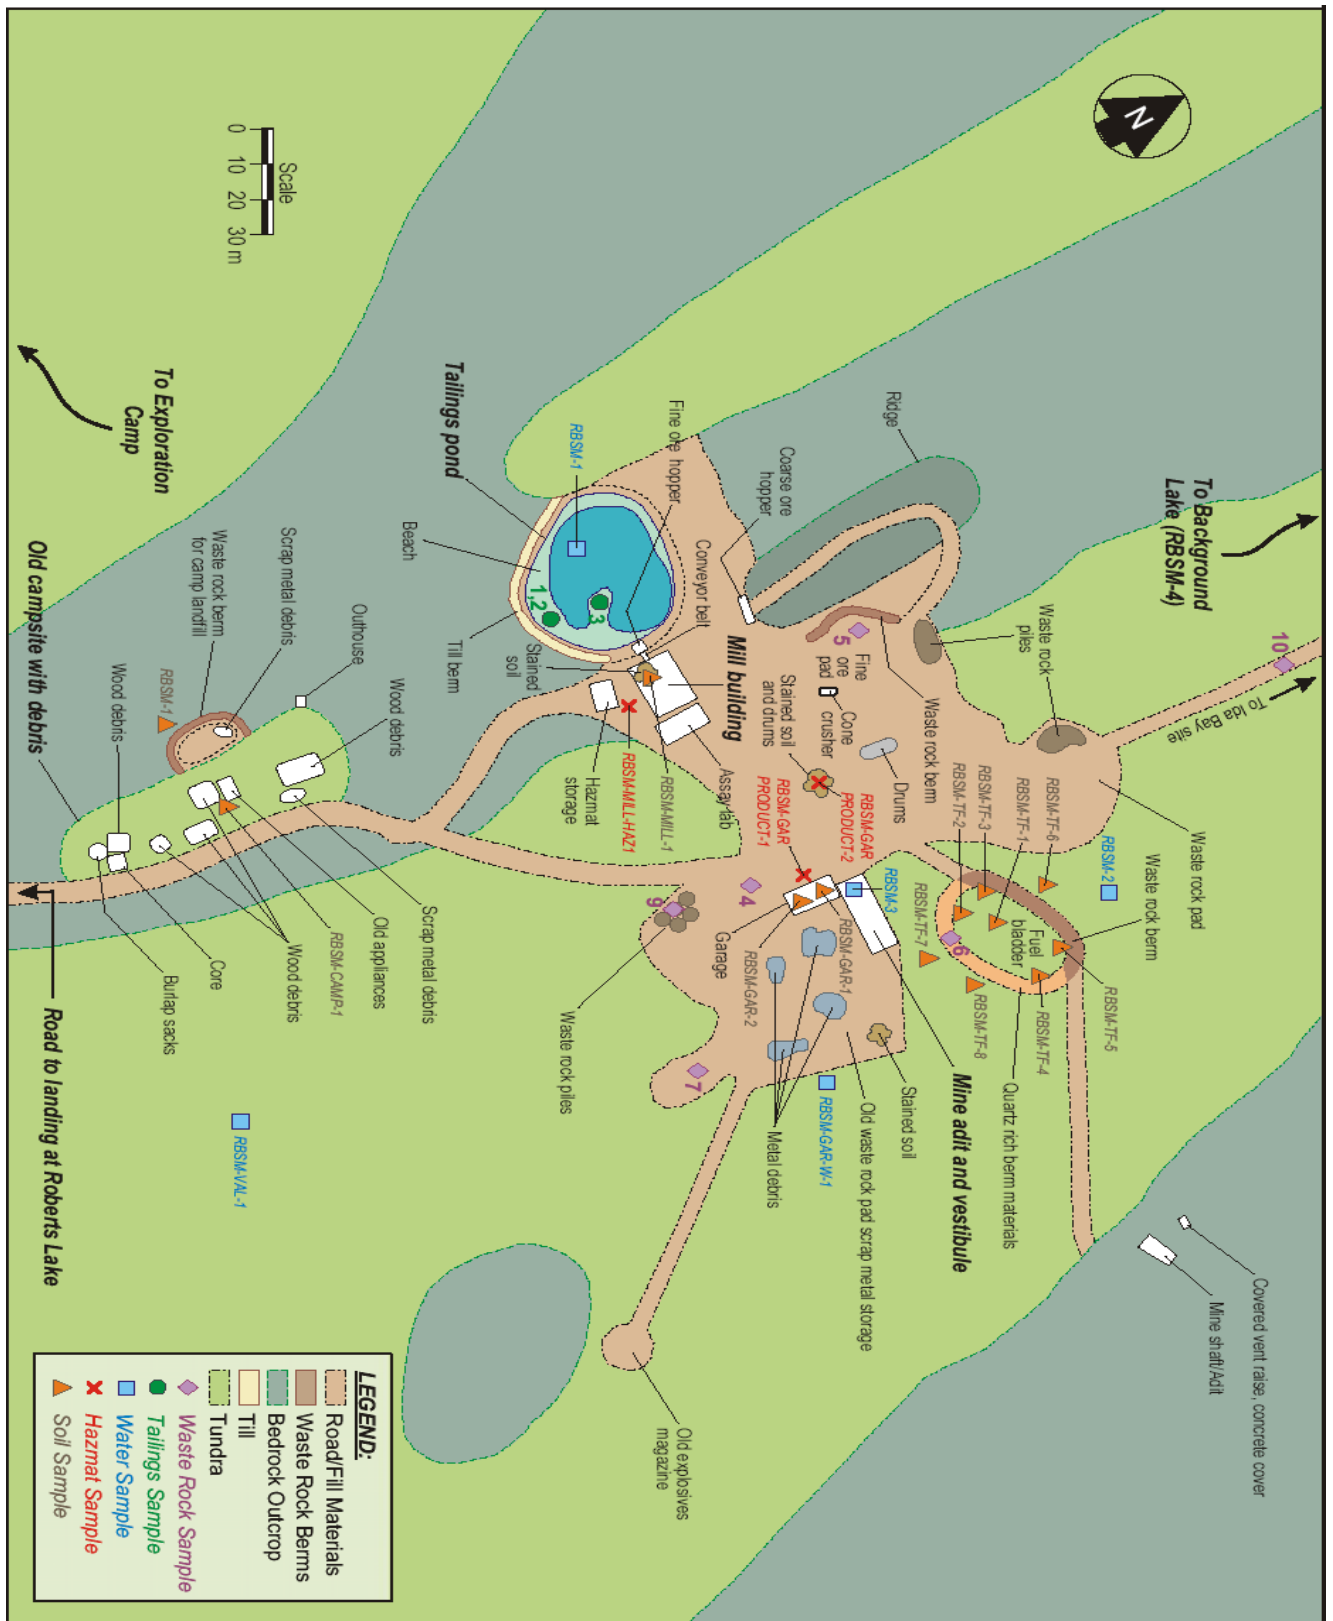 N
Scale
0 10 20 30 m
To Exploration
Camp
To Background
Lake (RBSM-4)
10
To Ida Bay site
Ridge
Coarse ore
hopper
Fine ore hopper
Tailings pond
RBSM-1
Beach
1,2
3
Till berm
Conveyor belt
Stained
soil
Mill building
Assay lab
Hazmat
storage
RBSM-MILL-HAZ1
RBSM-MILL-1
5
Fine
ore
pad
Cone
crusher
Stained soil
and drums
Drums
Waste rock berm
Waste rock
piles
Waste rock pad
Waste rock berm
RBSM-GAR
PRODUCT-1
RBSM-GAR
PRODUCT-2
RBSM-TF-2
RBSM-TF-3
RBSM-TF-1
RBSM-TF-6
RBSM-2
RBSM-3
RBSM-TF-7
6
Fuel
bladder
RBSM-TF-5
RBSM-TF-4
RBSM-TF-8
Quartz rich berm materials
4
9
7
Garage
RBSM-GAR-1
RBSM-GAR-2
Waste rock piles
Metal debris
RBSM-GAR-W-1
Stained soil
Old waste rock pad scrap metal storage
Mine adit and vestibule
Covered vent raise, concrete cover
Mine shaft/Adit
Old explosives
magazine
Old campsite with debris
Waste rock berm
for camp landfill
Scrap metal debris
RBSM-1
Outhouse
Wood debris
Wood debris
Scrap metal debris
Old appliances
RBSM-CAMP-1
Wood debris
Core
Burlap sacks
RBSM-VAL-1
Road to landing at Roberts Lake
LEGEND:
Road/Fill Materials
Waste Rock Berms
Bedrock Outcrop
Till
Tundra
Waste Rock Sample
Tailings Sample
Water Sample
Hazmat Sample
Soil Sample